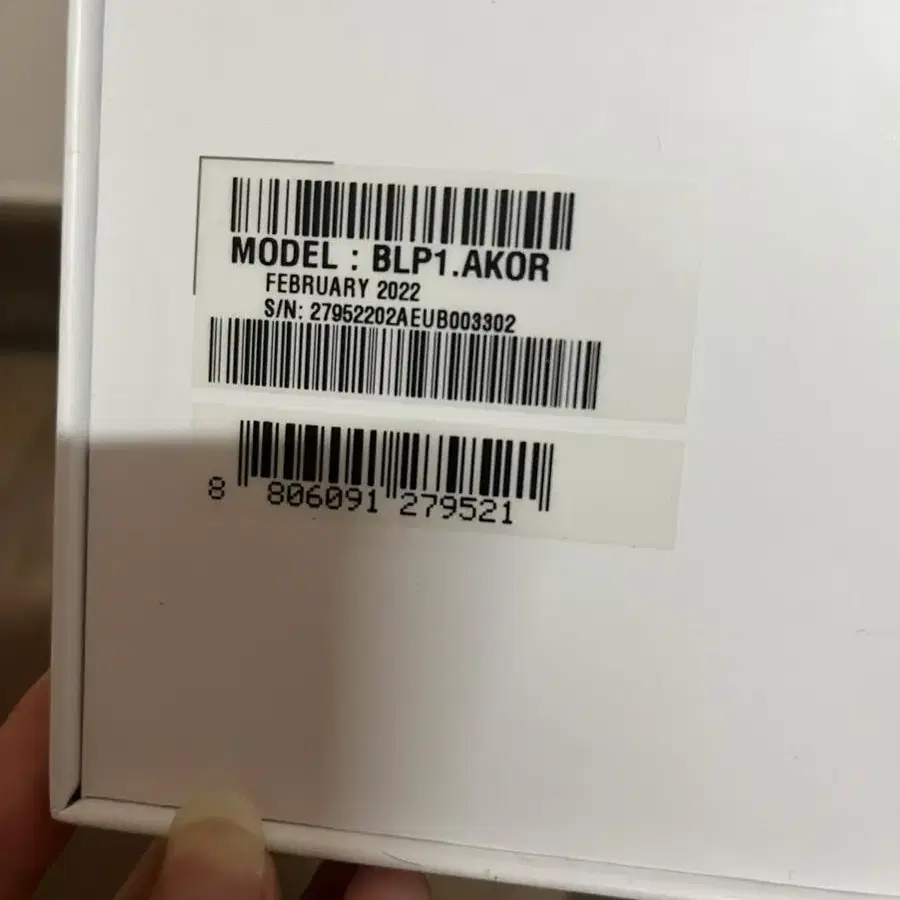 MODEL : BLP1.AKOR
FEBRUARY 2022
S/N: 27952202AEUB003302
8 806091 279521